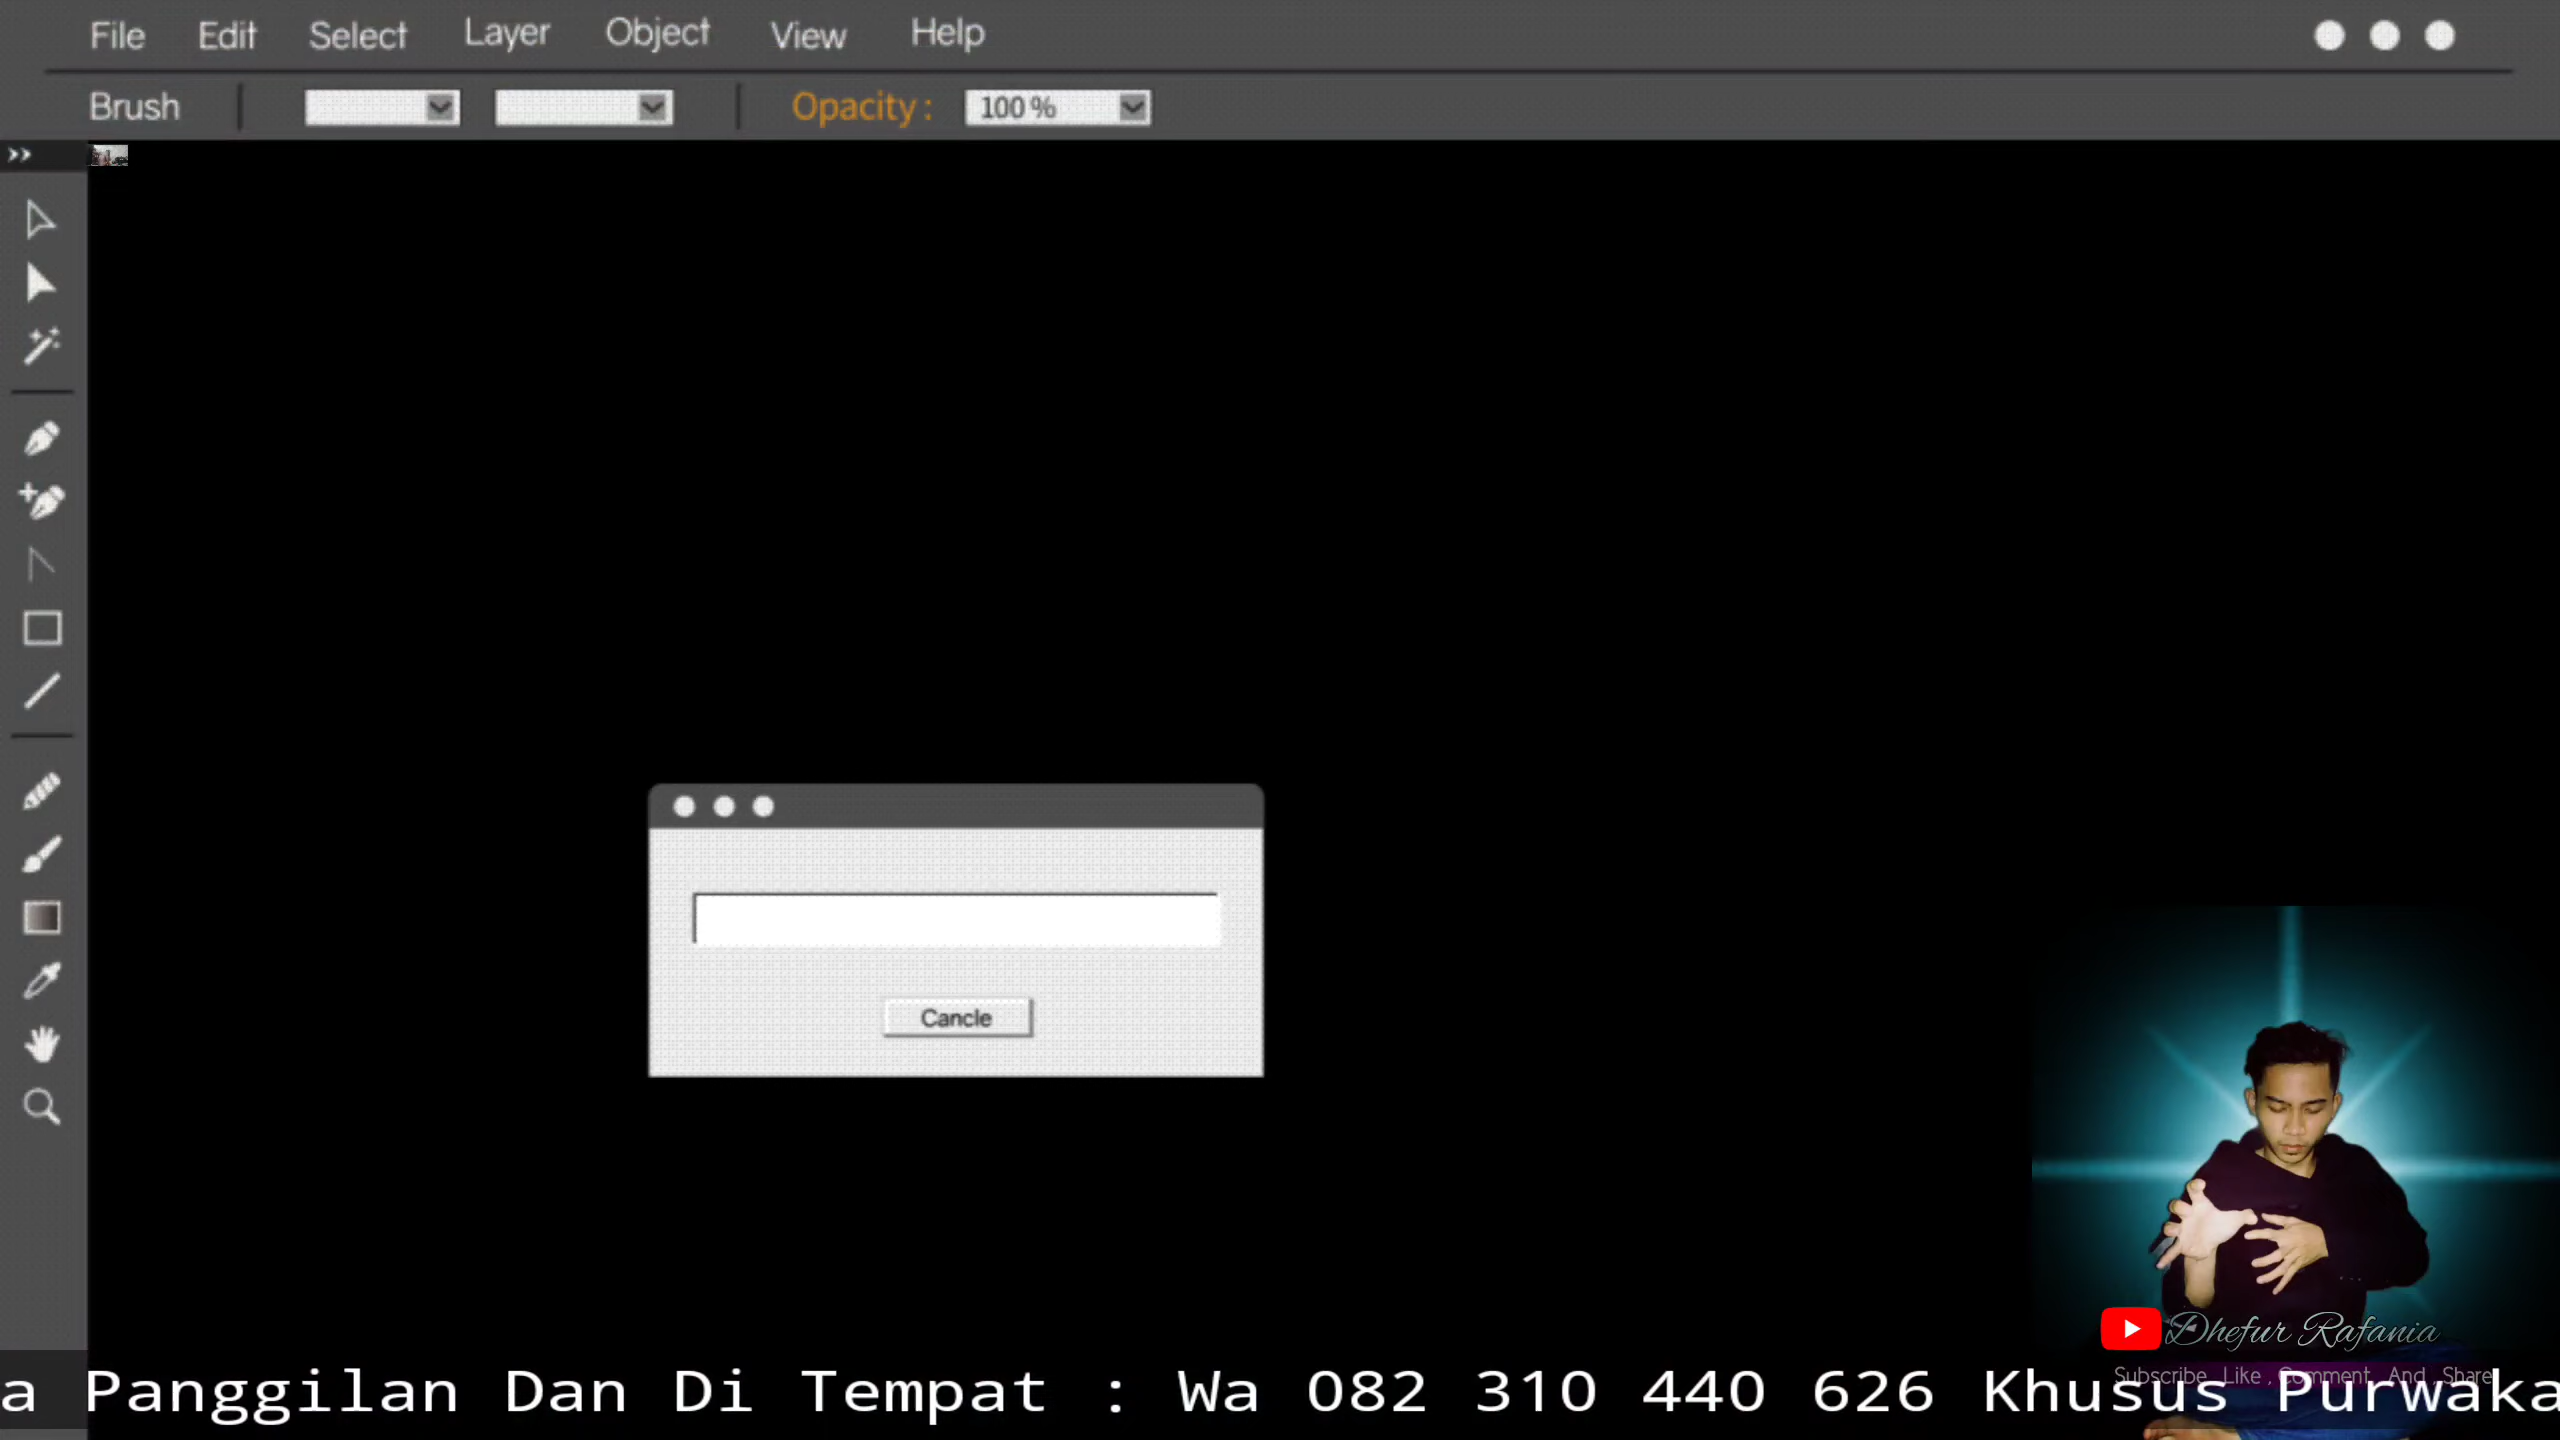 File Edit Select Layer Object View Help
Brush Opacity : 100 %
Cancle
Dhefur Rafania
Subscribe Like , Comment And , Share
a Panggilan Dan Di Tempat : Wa 082 310 440 626 Khusus Purwaka